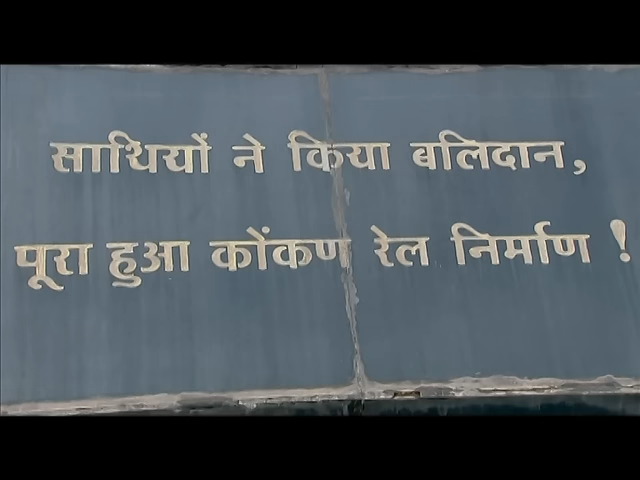 साथियों ने किया बलिदान,
पूरा हुआ कोंकण रेल निर्माण !